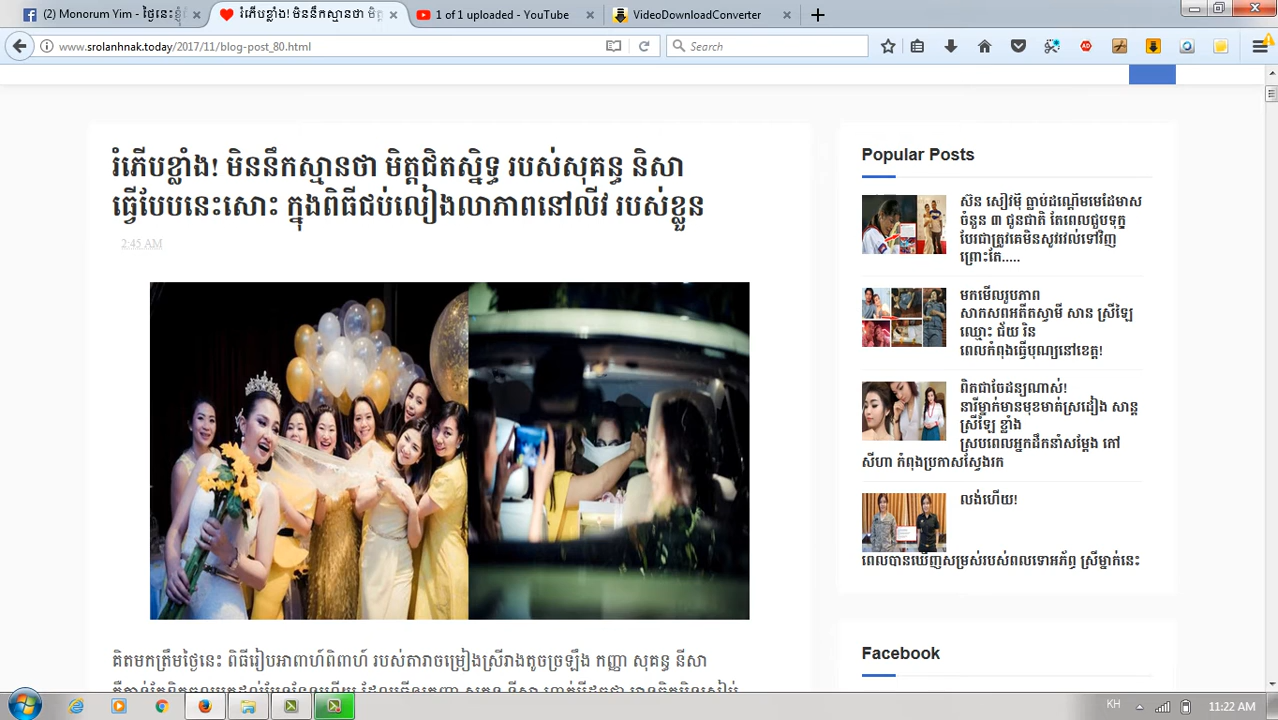 (2) Monorum Yim - ថ្ងៃនេះខ្ញុំ
រំភើបខ្លាំង! មិននឹកស្មានថា មិត្ត
1 of 1 uploaded - YouTube
VideoDownloadConverter
www.srolanhnak.today/2017/11/blog-post_80.html
Search
រំភើបខ្លាំង! មិននឹកស្មានថា មិត្តជិតស្និទ្ធ របស់សុគន្ធ និសា
ធ្វើបែបនេះសោះ ក្នុងពិធីជប់លៀងលាភាពនៅលីវ របស់ខ្លួន
2:45 AM
គិតមកត្រឹមថ្ងៃនេះ ពិធីរៀបអាពាហ៍ពិពាហ៍ របស់តារាចម្រៀងស្រីរាងតូចច្រឡឹង កញ្ញា សុគន្ធ នីសា
Popular Posts
ស៊ន សៀវម៉ី ធ្លាប់ដណ្តើមមេដៃមាស
ចំនួន ៣ ជូនជាតិ តែពេលជួបទុក្ខ
បែរជាត្រូវគេមិនសូវរវល់ទៅវិញ
ព្រោះតែ.....
មកមើលរូបភាព
សាកសពអតីតស្វាមី សាន ស្រីឡៃ
ឈ្មោះ ជ័យ នៃ
ពេលកំពុងធ្វើបុណ្យនៅខេត្ត!
ពិតជាចៃដន្យណាស់!
នារីម្នាក់មានមុខមាត់ស្រដៀង សាន្ត
ស្រីឡៃ ខ្លាំង
ស្របពេលអ្នកដឹកនាំសម្តែង កៅ
សីហា កំពុងប្រកាសស្វែងរក
លង់ហើយ!
ពេលបានឃើញសម្រស់របស់ពលទោអភ័ព្វ ស្រីម្នាក់នេះ
Facebook
KH
11:22 AM